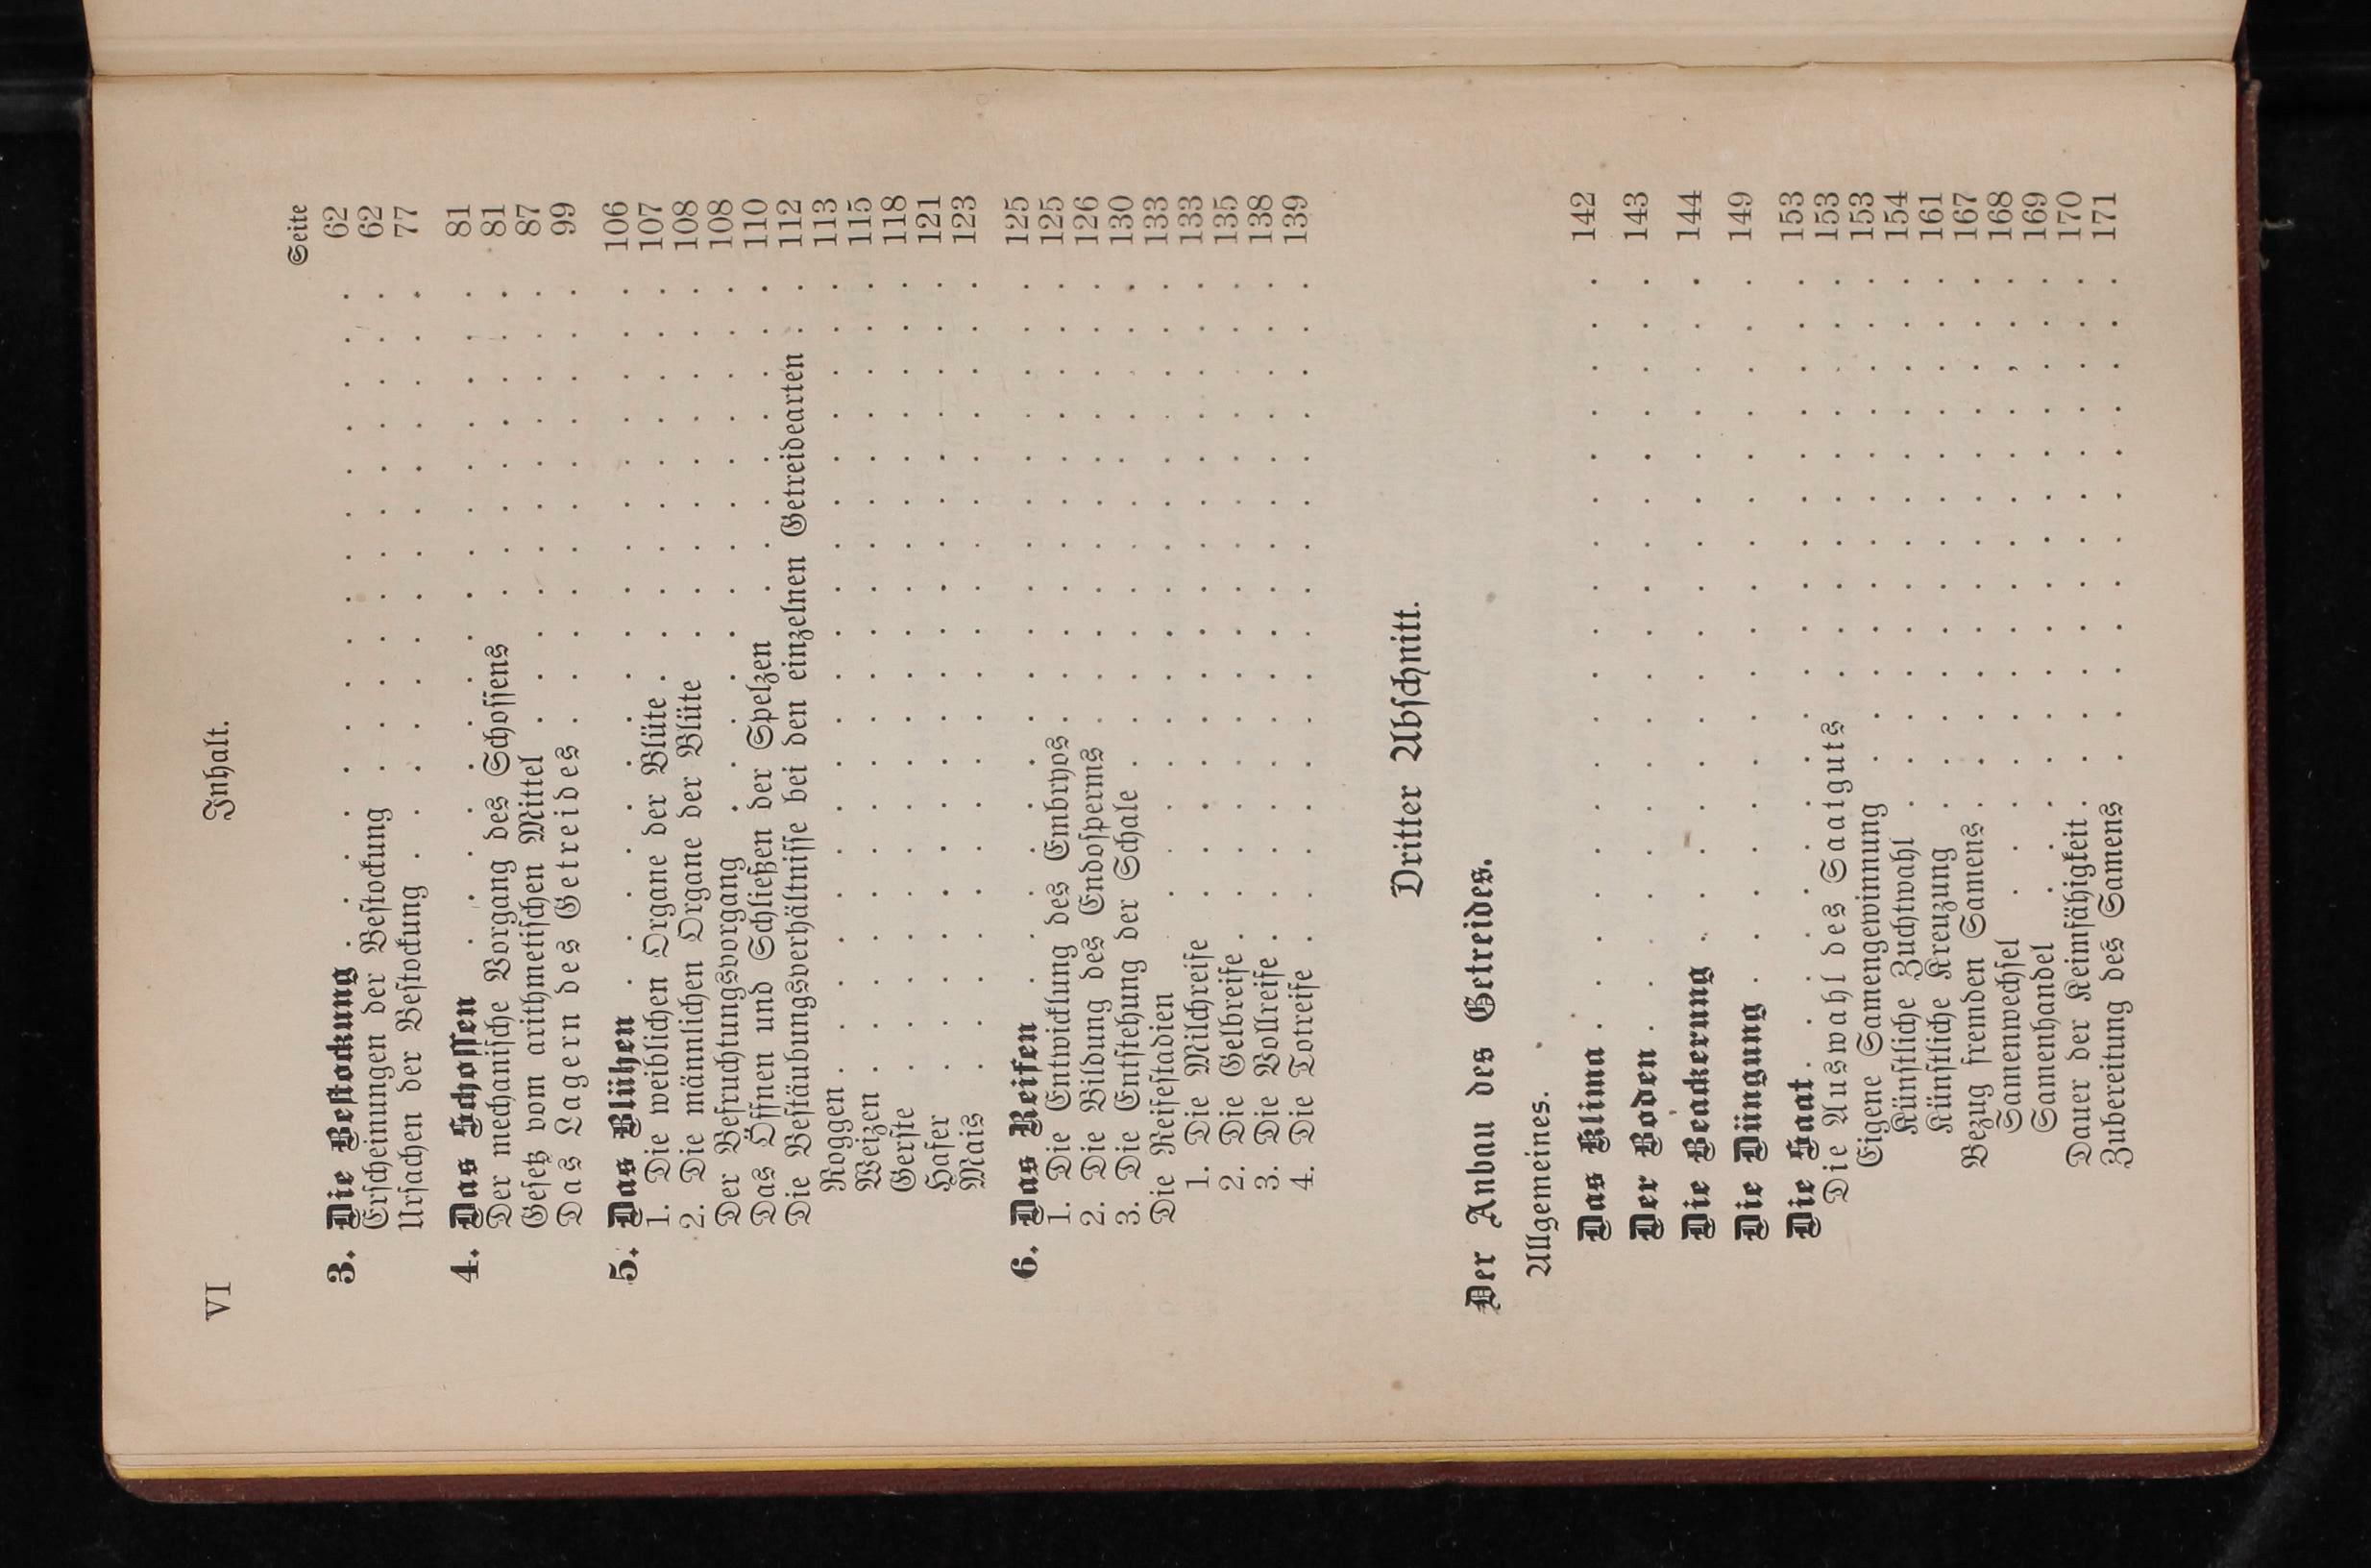 VI Inhalt.
Seite
3. Die Bestockung . . . . . . . . . . . . . . . . 62
Erscheinungen der Bestockung . . . . . . . . . . . . 62
Ursachen der Bestockung . . . . . . . . . . . . . . 77
4. Das Schossen . . . . . . . . . . . . . . . . 81
Der mechanische Vorgang des Schossens . . . . . . . . . 81
Gesetz vom arithmetischen Mittel . . . . . . . . . . . 87
Das Lagern des Getreides . . . . . . . . . . . 99
5. Das Blühen . . . . . . . . . . . . . . . . . 106
1. Die weiblichen Organe der Blüte . . . . . . . . . . 107
2. Die männlichen Organe der Blüte . . . . . . . . . . 108
Der Befruchtungsvorgang . . . . . . . . . . . . . 108
Das Öffnen und Schließen der Spelzen . . . . . . . . . 110
Die Bestäubungsverhältnisse bei den einzelnen Getreidearten . . 112
Roggen . . . . . . . . . . . . . . . . . . . 113
Weizen . . . . . . . . . . . . . . . . . . . 115
Gerste . . . . . . . . . . . . . . . . . . . 118
Hafer . . . . . . . . . . . . . . . . . . . 121
Mais . . . . . . . . . . . . . . . . . . . 123
6. Das Reifen . . . . . . . . . . . . . . . . . 125
1. Die Entwicklung des Embryos . . . . . . . . . . . 125
2. Die Bildung des Endosperms . . . . . . . . . . . 126
3. Die Entstehung der Schale . . . . . . . . . . . . 130
Die Reifestadien . . . . . . . . . . . . . . . 133
1. Die Milchreife . . . . . . . . . . . . . . . 133
2. Die Gelbreife . . . . . . . . . . . . . . . . 135
3. Die Vollreife . . . . . . . . . . . . . . . . 138
4. Die Totreife . . . . . . . . . . . . . . . . 139
Dritter Abschnitt.
Der Anbau des Getreides.
Allgemeines.
Das Klima . . . . . . . . . . . . . . . . . . 142
Der Boden . . . . . . . . . . . . . . . . . . 143
Die Beackerung . . . . . . . . . . . . . . . . 144
Die Düngung . . . . . . . . . . . . . . . . . 149
Die Saat . . . . . . . . . . . . . . . . . . . 153
Die Auswahl des Saatguts . . . . . . . . . . . 153
Eigene Samengewinnung . . . . . . . . . . . . 153
Künstliche Zuchtwahl . . . . . . . . . . . . . 154
Künstliche Kreuzung . . . . . . . . . . . . . 161
Bezug fremden Samens . . . . . . . . . . . . . 167
Samenwechsel . . . . . . . . . . . . . . . 168
Samenhandel . . . . . . . . . . . . . . . 169
Dauer der Keimfähigkeit . . . . . . . . . . . . . 170
Zubereitung des Samens . . . . . . . . . . . . 171